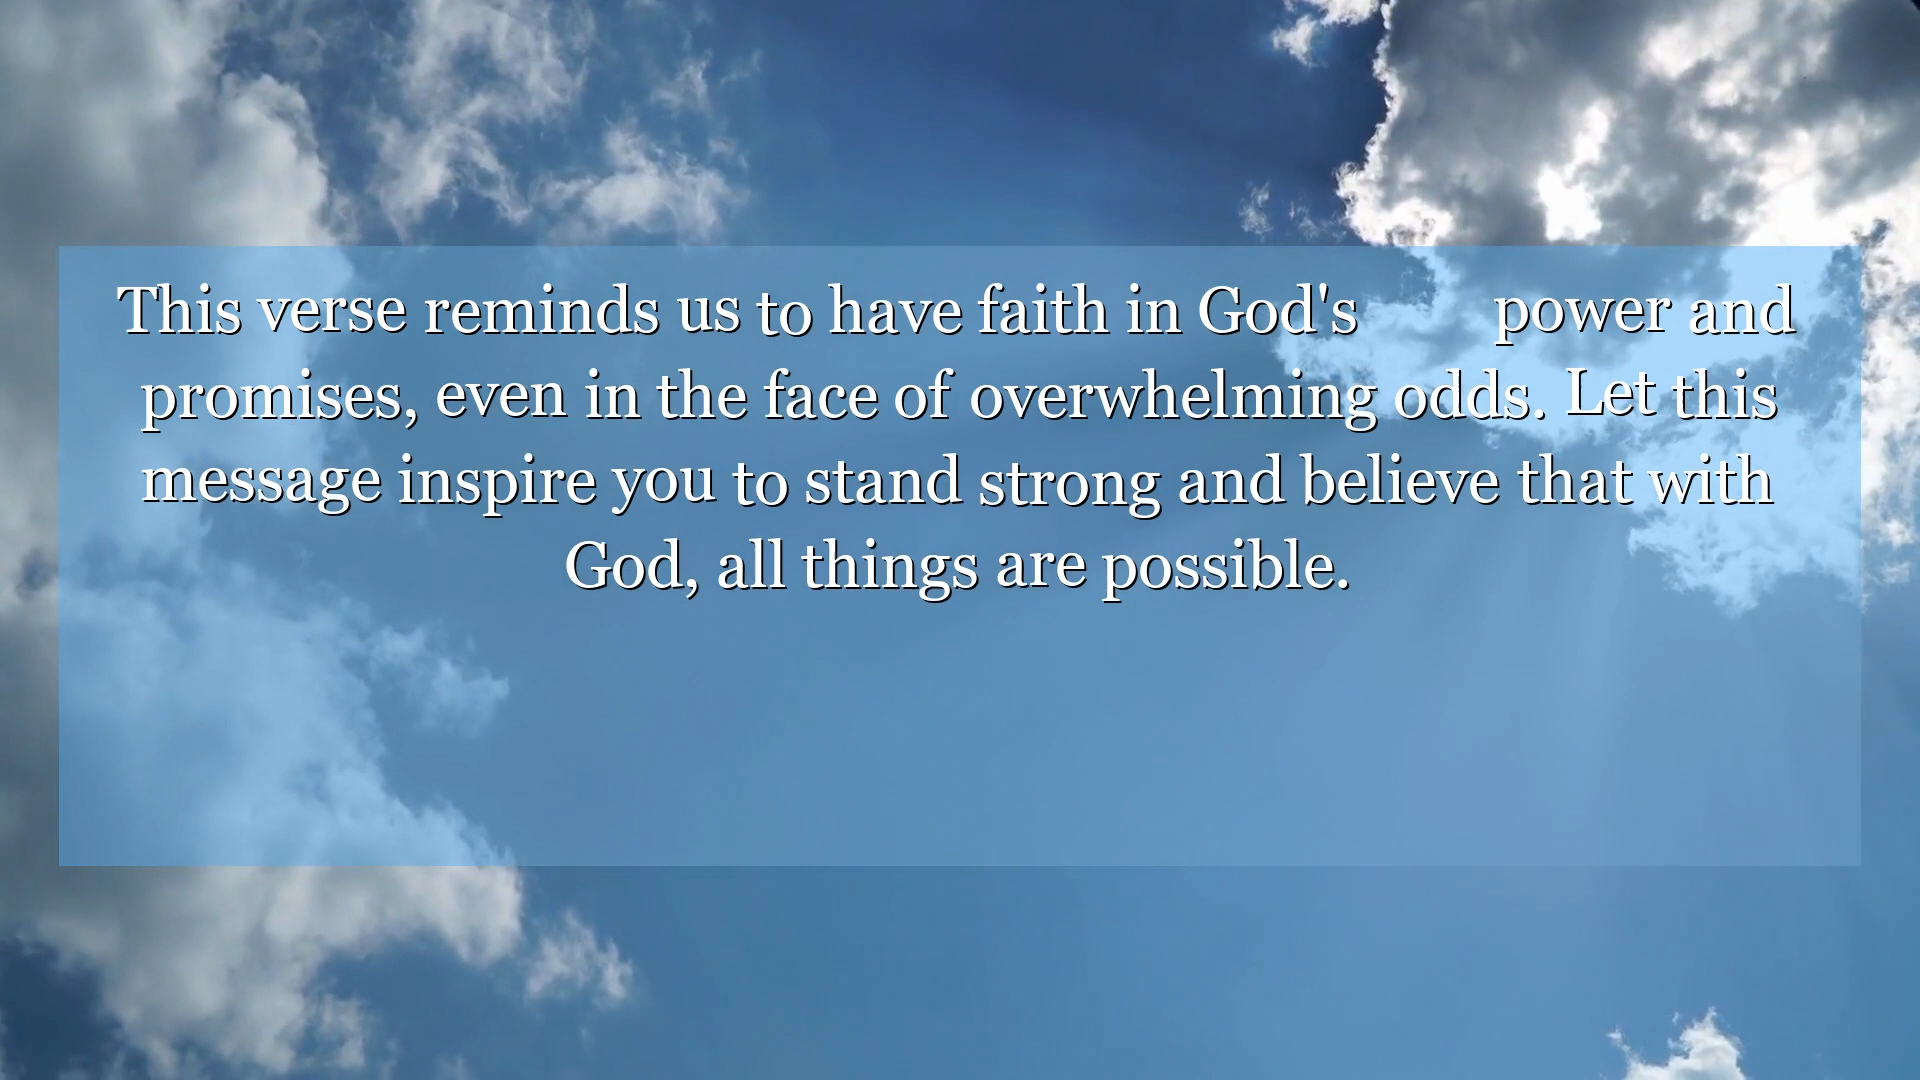 This verse reminds us to have faith in God's power and
promises, even in the face of overwhelming odds. Let this
message inspire you to stand strong and believe that with
God, all things are possible.